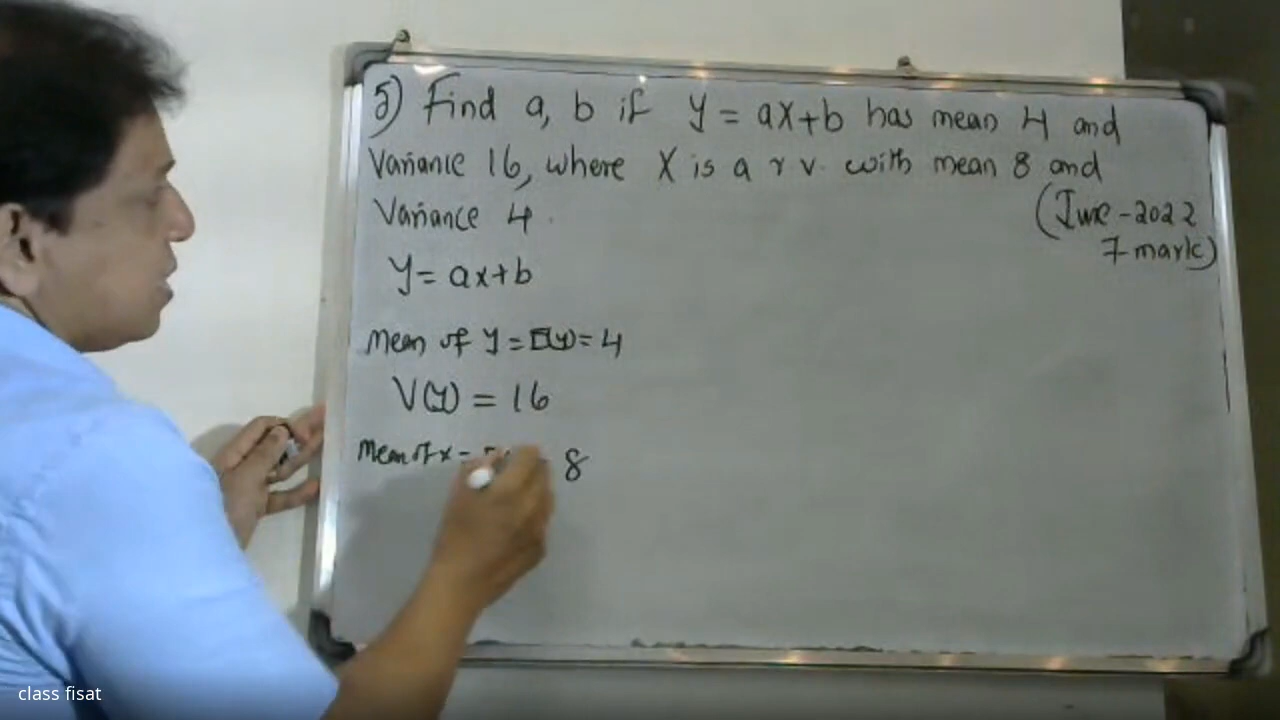 5) Find a, b if y = ax+b has mean 4 and
Variance 16, where X is a r v. with mean 8 and
Variance 4.
(June - 2022
7 mark)
y = ax+b
Mean of y = E(y) = 4
V(y) = 16
Mean of x = 8
class fisat